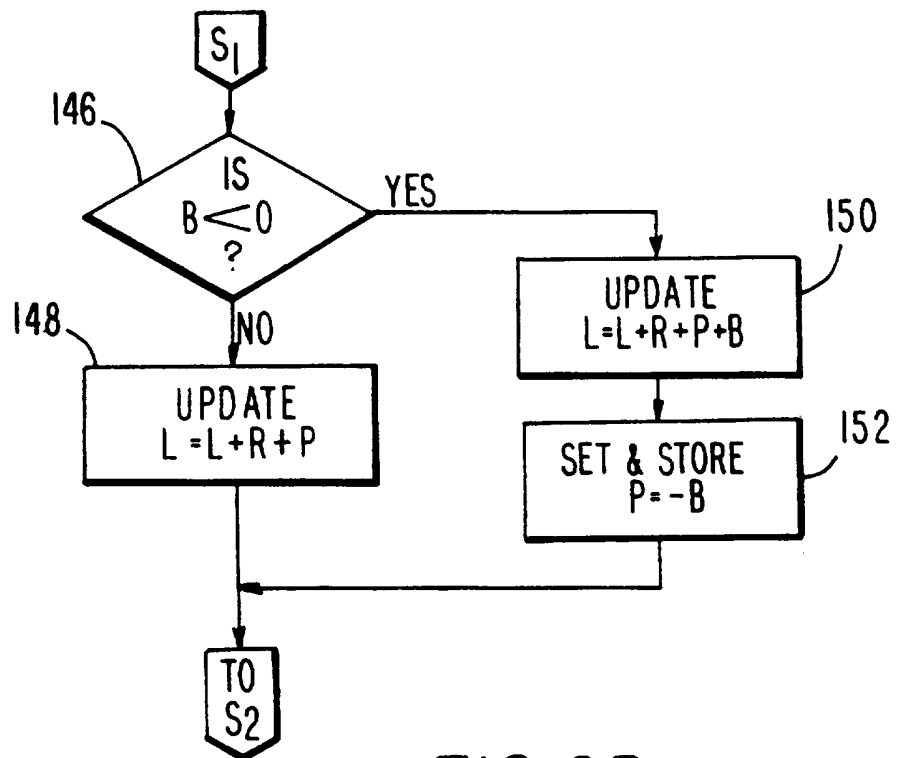 S1
146
IS
B<0
?
YES
NO
148
UPDATE
L=L+R+P
150
UPDATE
L=L+R+P+B
152
SET & STORE
P=-B
TO
S2